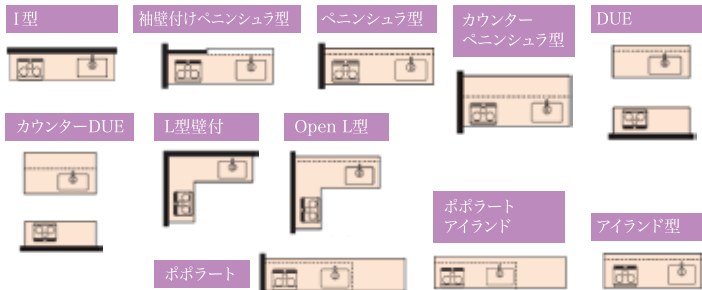 I型
袖壁付けペニンシュラ型
ペニンシュラ型
カウンター
ペニンシュラ型
DUE
カウンターDUE
L型壁付
Open L型
ポポラート
アイランド
アイランド型
ポポラート